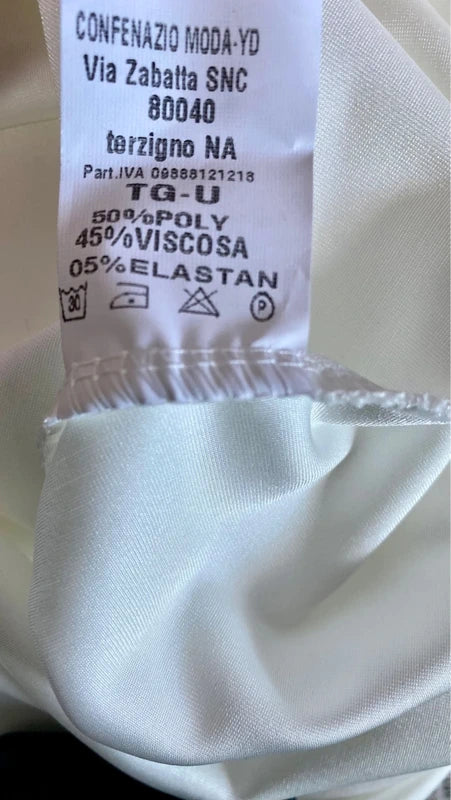 CONFENAZIO MODA-YD
Via Zabatta SNC
80040
terzigno NA
Part.IVA 09888121218
TG-U
50%POLY
45%VISCOSA
05%ELASTAN
30
P